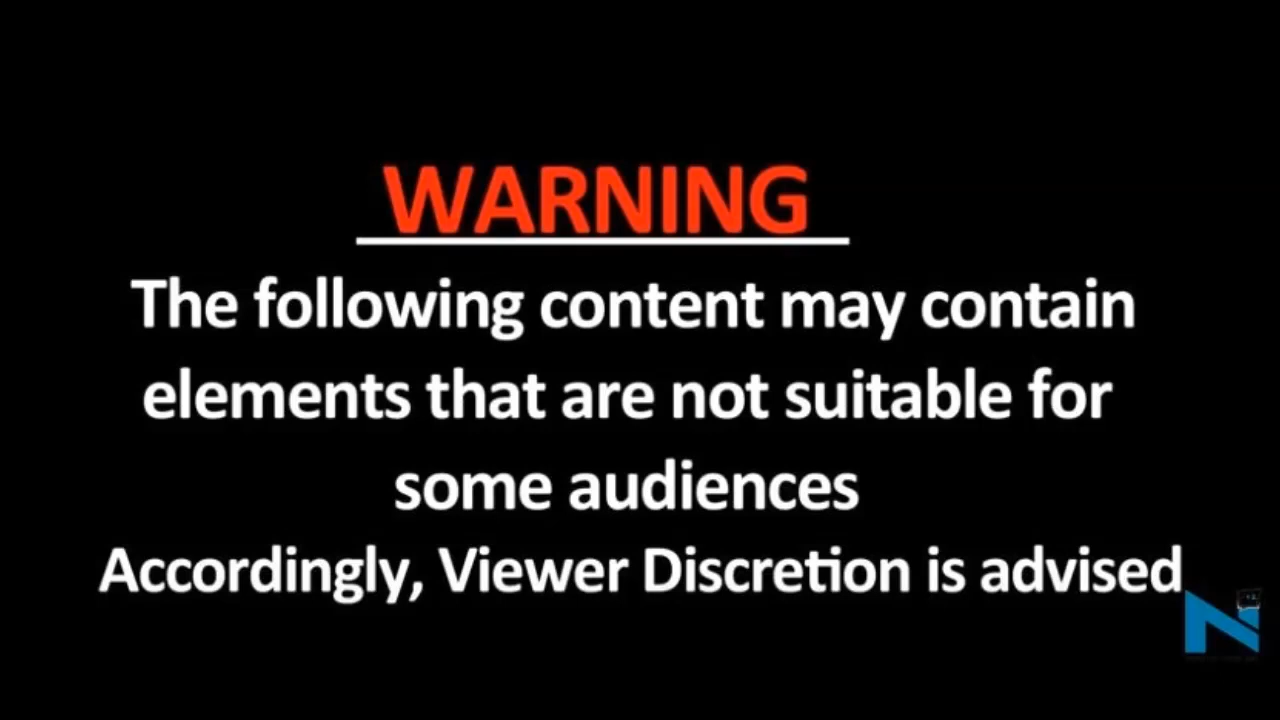 WARNING
The following content may contain
elements that are not suitable for
some audiences
Accordingly, Viewer Discretion is advised
N